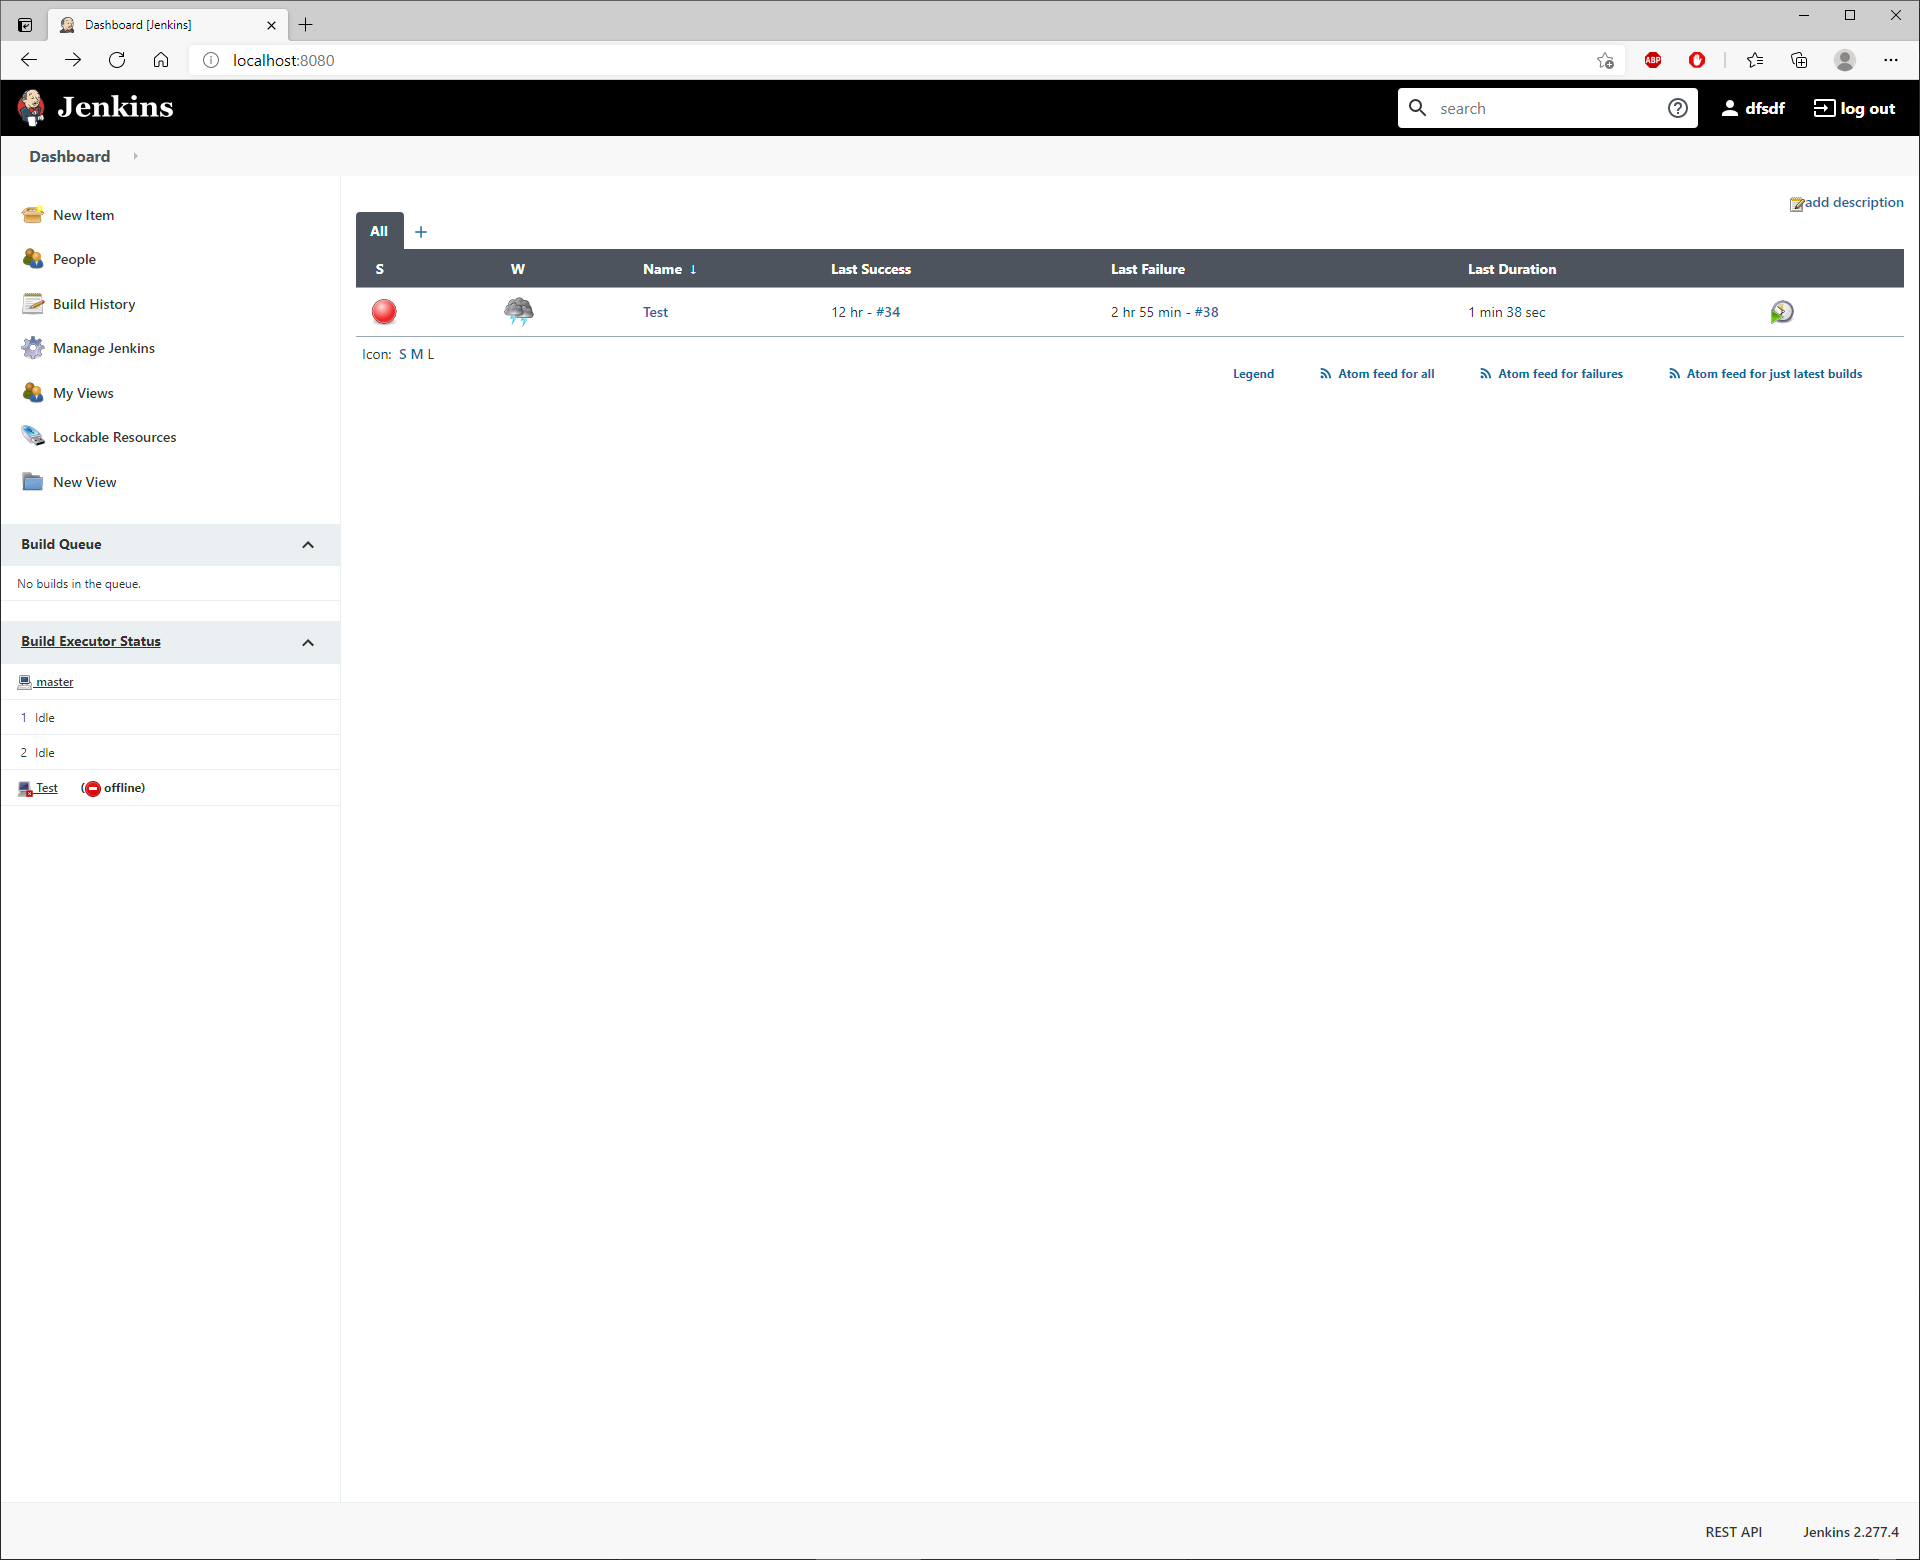 Dashboard [Jenkins]
localhost:8080
ABP
Jenkins
search
dfsdf
log out
Dashboard
New Item
People
Build History
Manage Jenkins
My Views
Lockable Resources
New View
Build Queue
No builds in the queue.
Build Executor Status
master
1 Idle
2 Idle
Test (offline)
add description
All +
S W Name ↓ Last Success Last Failure Last Duration
Test 12 hr - #34 2 hr 55 min - #38 1 min 38 sec
Icon: S M L
Legend Atom feed for all Atom feed for failures Atom feed for just latest builds
REST API Jenkins 2.277.4